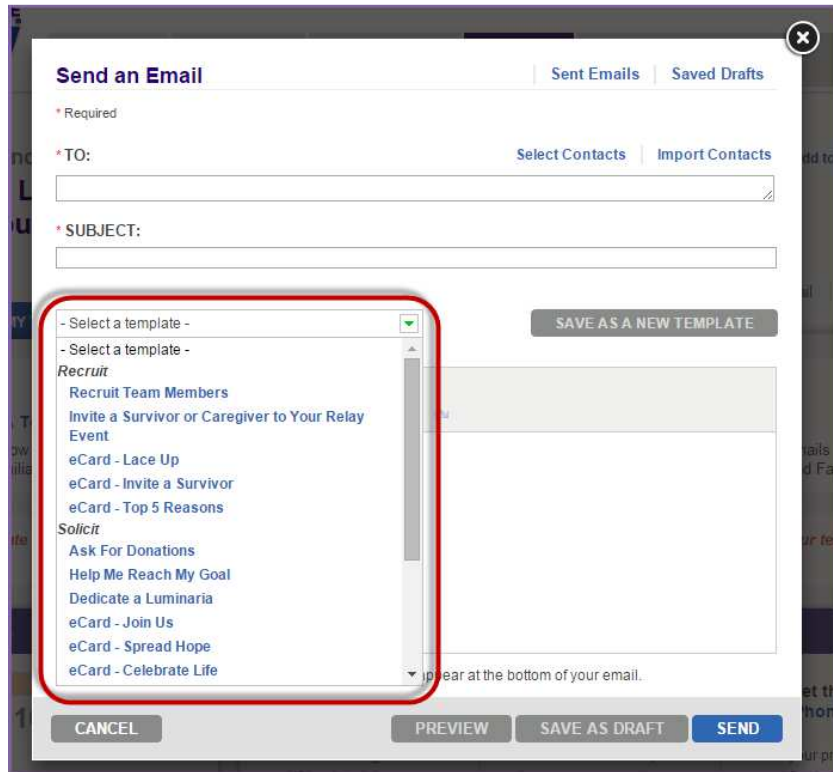 Send an Email
Sent Emails
Saved Drafts
* Required
* TO:
Select Contacts
Import Contacts
* SUBJECT:
- Select a template -
SAVE AS A NEW TEMPLATE
- Select a template -
Recruit
Recruit Team Members
Invite a Survivor or Caregiver to Your Relay
Event
eCard - Lace Up
eCard - Invite a Survivor
eCard - Top 5 Reasons
Solicit
Ask For Donations
Help Me Reach My Goal
Dedicate a Luminaria
eCard - Join Us
eCard - Spread Hope
eCard - Celebrate Life
appear at the bottom of your email.
CANCEL
PREVIEW
SAVE AS DRAFT
SEND